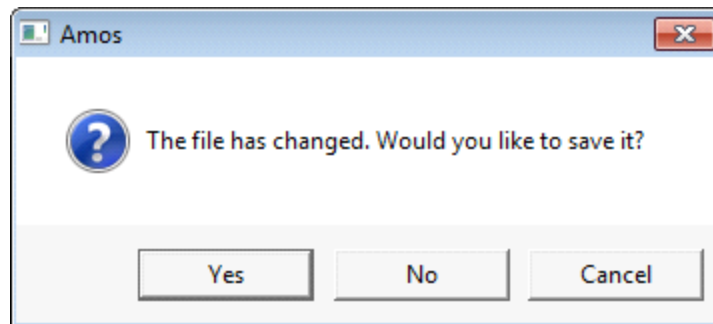 Amos
The file has changed. Would you like to save it?
Yes
No
Cancel